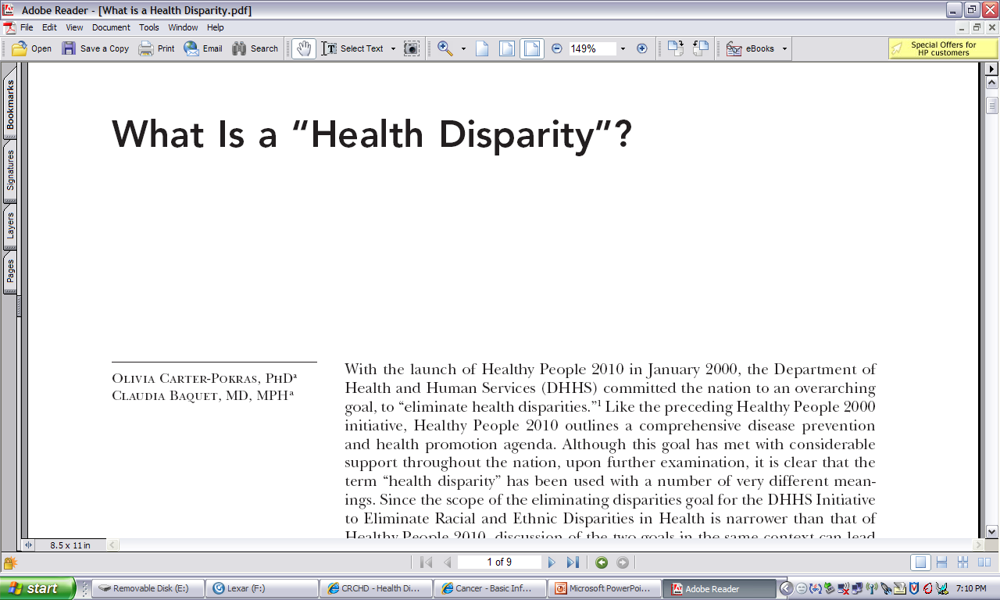 Adobe Reader - [What is a Health Disparity.pdf]
File Edit View Document Tools Window Help
Open Save a Copy Print Email Search Select Text 149% eBooks
Special Offers for
HP customers
Bookmarks
Signatures
Layers
Pages
What Is a “Health Disparity”?
OLIVIA CARTER-POKRAS, PHDᵃ
CLAUDIA BAQUET, MD, MPHᵃ
With the launch of Healthy People 2010 in January 2000, the Department of
Health and Human Services (DHHS) committed the nation to an overarching
goal, to “eliminate health disparities.”¹ Like the preceding Healthy People 2000
initiative, Healthy People 2010 outlines a comprehensive disease prevention
and health promotion agenda. Although this goal has met with considerable
support throughout the nation, upon further examination, it is clear that the
term “health disparity” has been used with a number of very different mean-
ings. Since the scope of the eliminating disparities goal for the DHHS Initiative
to Eliminate Racial and Ethnic Disparities in Health is narrower than that of
Healthy People 2010, discussion of the two goals in the same context can lead
8.5 x 11 in
1 of 9
start Removable Disk (E:) Lexar (F:) CRCHD - Health Di... Cancer - Basic Inf... Microsoft PowerPoi... Adobe Reader 7:10 PM